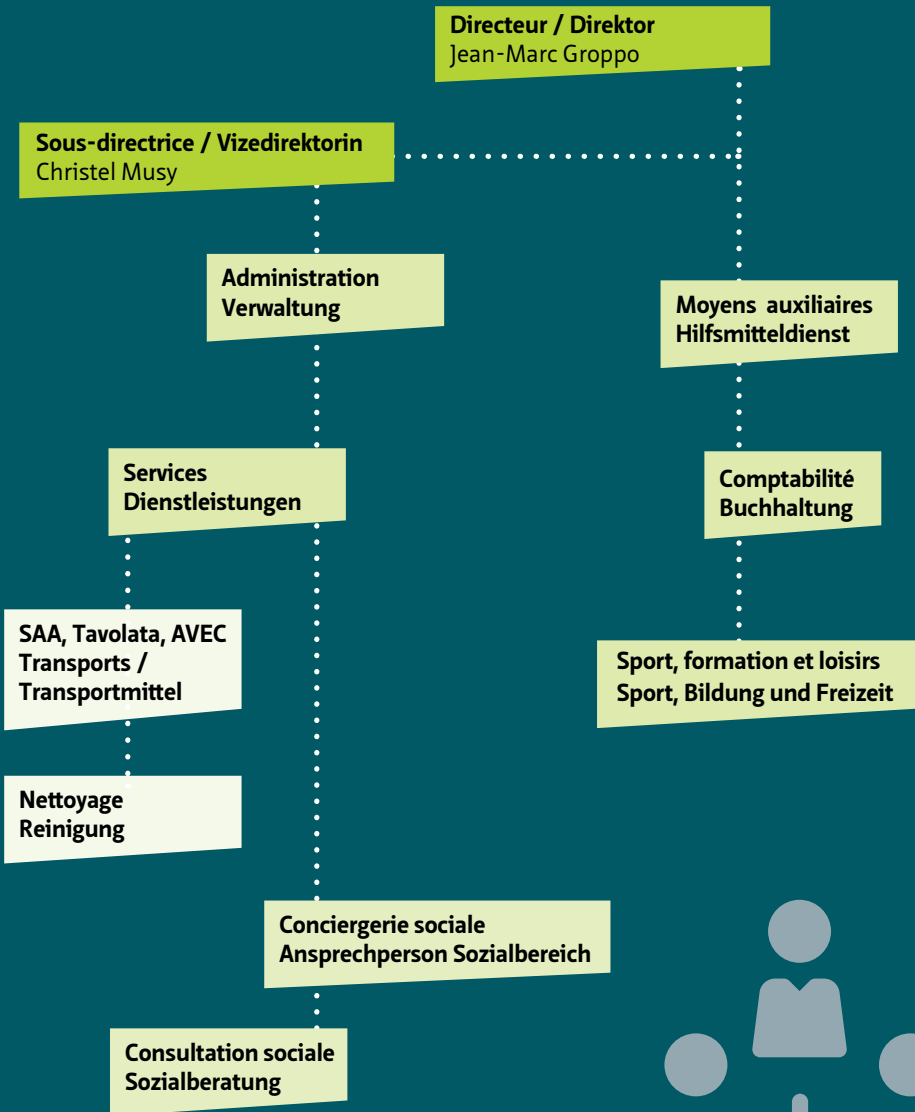 Directeur / Direktor
Jean-Marc Groppo
Sous-directrice / Vizedirektorin
Christel Musy
Administration
Verwaltung
Moyens auxiliaires
Hilfsmitteldienst
Services
Dienstleistungen
Comptabilité
Buchhaltung
SAA, Tavolata, AVEC
Transports /
Transportmittel
Sport, formation et loisirs
Sport, Bildung und Freizeit
Nettoyage
Reinigung
Conciergerie sociale
Ansprechperson Sozialbereich
Consultation sociale
Sozialberatung